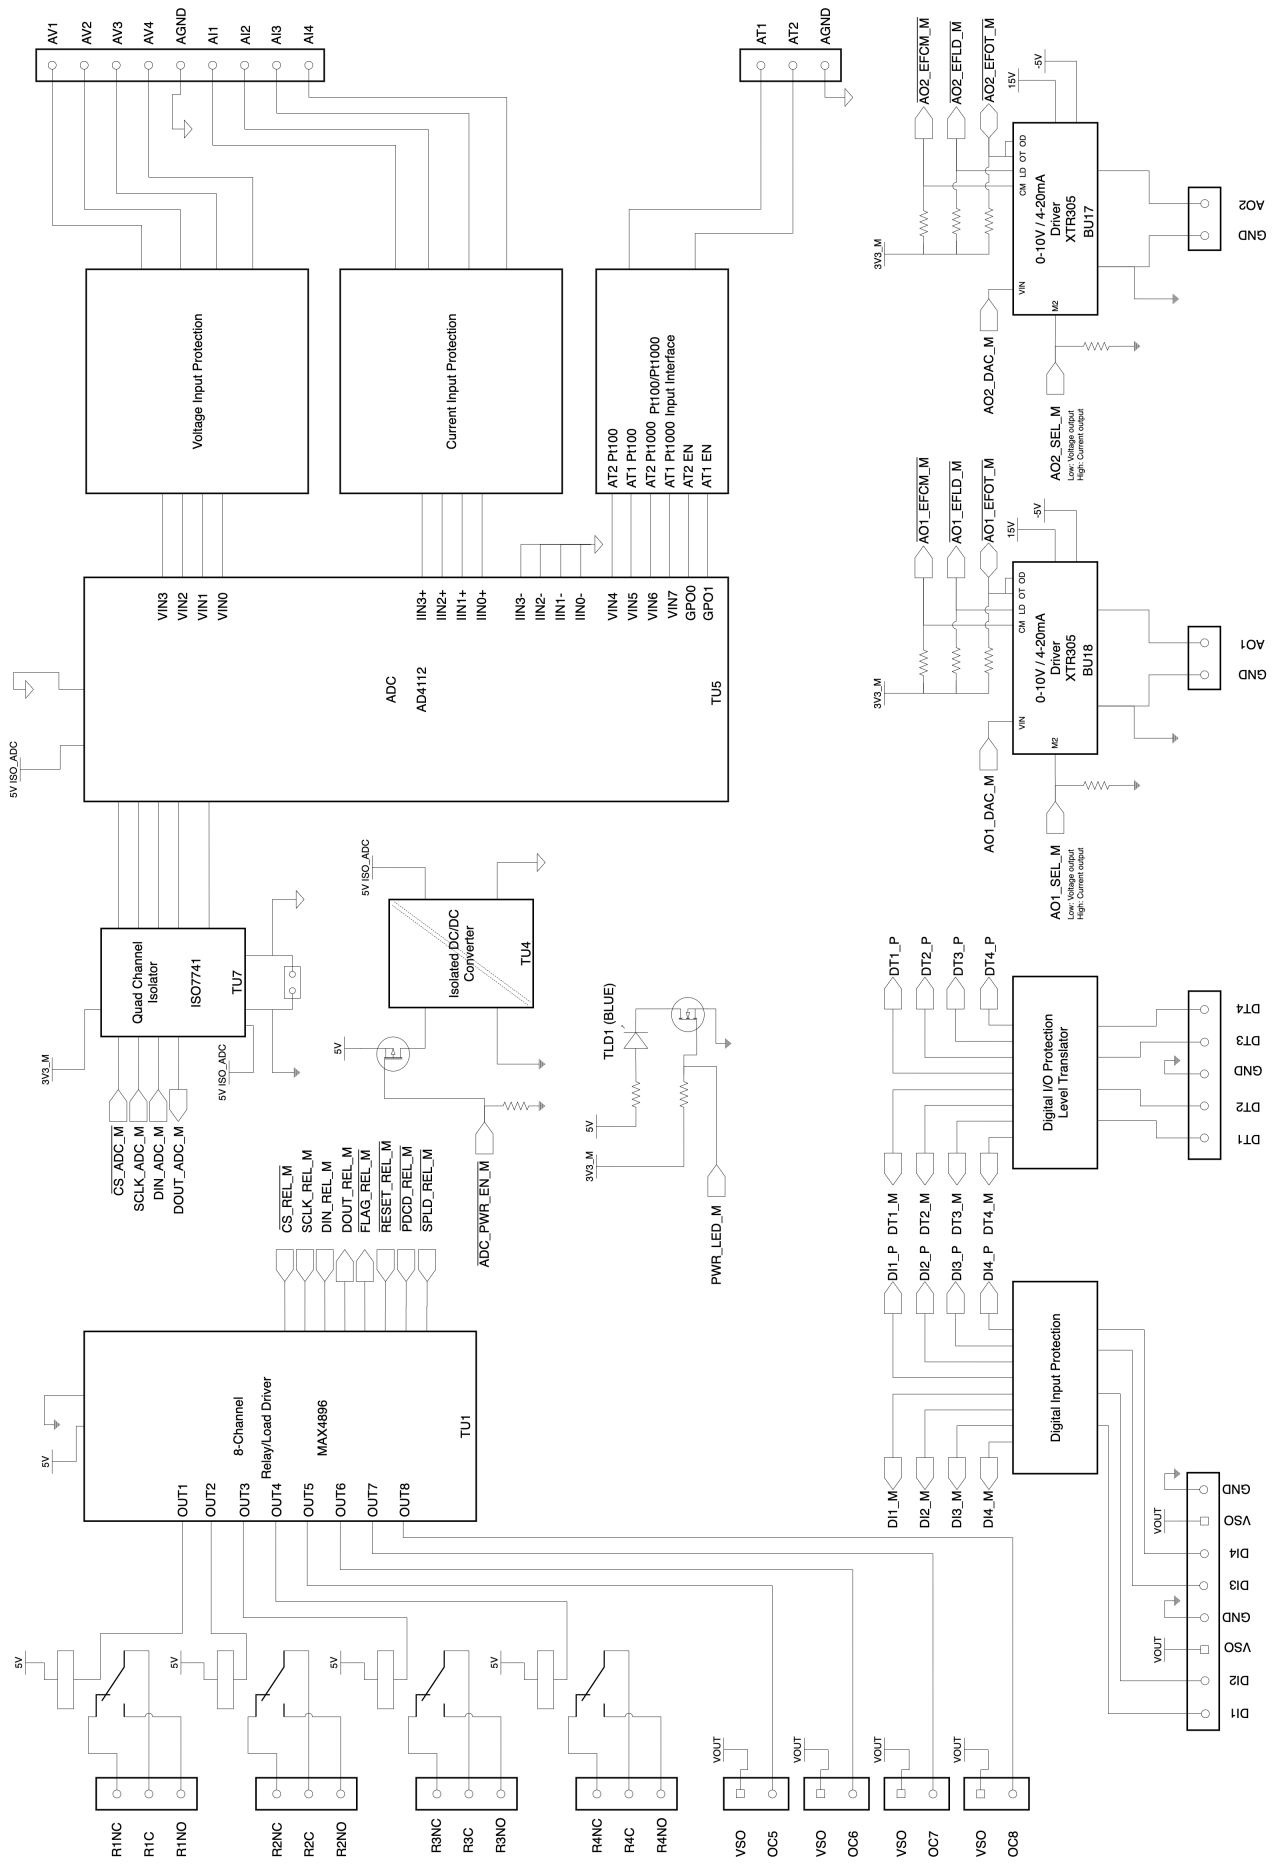 AV1
AV2
AV3
AV4
AGND
AI1
AI2
AI3
AI4
AT1
AT2
AGND
Voltage Input Protection
Current Input Protection
AT2 Pt100
AT1 Pt100
AT2 Pt1000
AT1 Pt1000
AT2 EN
AT1 EN
Pt100/Pt1000
Input Interface
VIN3
VIN2
VIN1
VIN0
IIN3+
IIN2+
IIN1+
IIN0+
IIN3-
IIN2-
IIN1-
IIN0-
VIN4
VIN5
VIN6
VIN7
GPO0
GPO1
ADC
AD4112
TU5
5V ISO_ADC
Quad Channel
Isolator
ISO7741
TU7
3V3_M
5V ISO_ADC
CS_ADC_M
SCLK_ADC_M
DIN_ADC_M
DOUT_ADC_M
5V ISO_ADC
Isolated DC/DC
Converter
TU4
5V
ADC_PWR_EN_M
TLD1 (BLUE)
5V
3V3_M
PWR_LED_M
CS_REL_M
SCLK_REL_M
DIN_REL_M
DOUT_REL_M
FLAG_REL_M
RESET_REL_M
PDCD_REL_M
SPLD_REL_M
5V
8-Channel
Relay/Load Driver
MAX4896
TU1
OUT1
OUT2
OUT3
OUT4
OUT5
OUT6
OUT7
OUT8
5V
5V
5V
5V
R1NC
R1C
R1NO
R2NC
R2C
R2NO
R3NC
R3C
R3NO
R4NC
R4C
R4NO
VOUT
VSO
OC5
VOUT
VSO
OC6
VOUT
VSO
OC7
VOUT
VSO
OC8
AO2_EFCM_M
AO2_EFLD_M
AO2_EFOT_M
15V
-5V
3V3_M
CM
LD
OT
OD
0-10V / 4-20mA
Driver
XTR305
BU17
VIN
M2
AO2_DAC_M
AO2_SEL_M
Low: Voltage output
High: Current output
AO2
GND
AO1_EFCM_M
AO1_EFLD_M
AO1_EFOT_M
15V
-5V
3V3_M
CM
LD
OT
OD
0-10V / 4-20mA
Driver
XTR305
BU18
VIN
M2
AO1_DAC_M
AO1_SEL_M
Low: Voltage output
High: Current output
AO1
GND
DT1_P
DT2_P
DT3_P
DT4_P
Digital I/O Protection
Level Translator
DT1_M
DT2_M
DT3_M
DT4_M
DT4
DT3
GND
DT2
DT1
DI1_P
DI2_P
DI3_P
DI4_P
Digital Input Protection
DI1_M
DI2_M
DI3_M
DI4_M
VOUT
VOUT
GND
VSO
DI4
DI3
GND
VSO
DI2
DI1